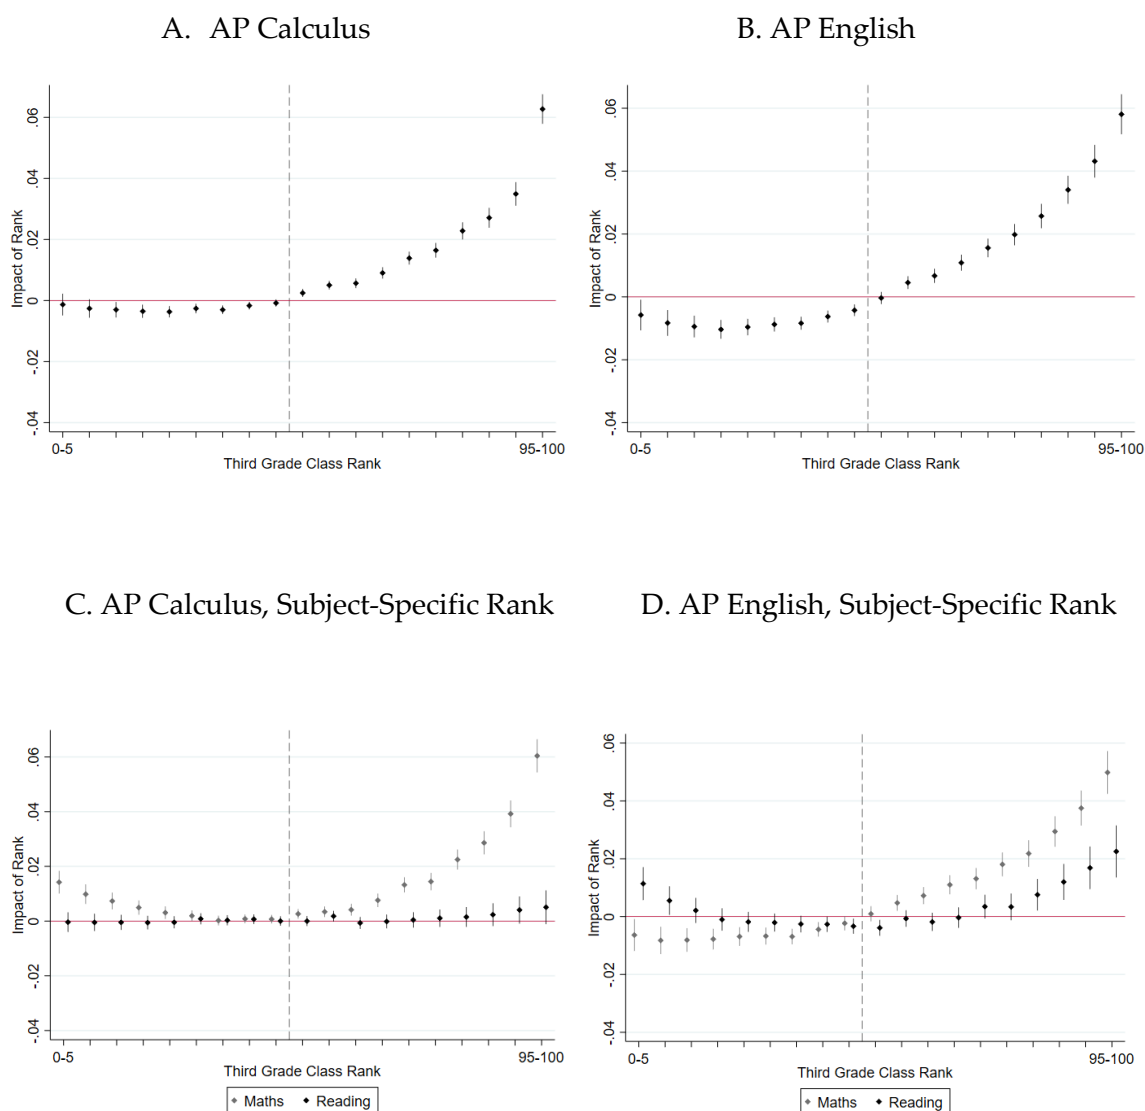 A. AP Calculus
Impact of Rank
.06
.04
.02
0
-.02
-.04
0-5
95-100
Third Grade Class Rank
B. AP English
Impact of Rank
.06
.04
.02
0
-.02
-.04
0-5
95-100
Third Grade Class Rank
C. AP Calculus, Subject-Specific Rank
Impact of Rank
.06
.04
.02
0
-.02
-.04
0-5
95-100
Third Grade Class Rank
Maths Reading
D. AP English, Subject-Specific Rank
Impact of Rank
.06
.04
.02
0
-.02
-.04
0-5
95-100
Third Grade Class Rank
Maths Reading